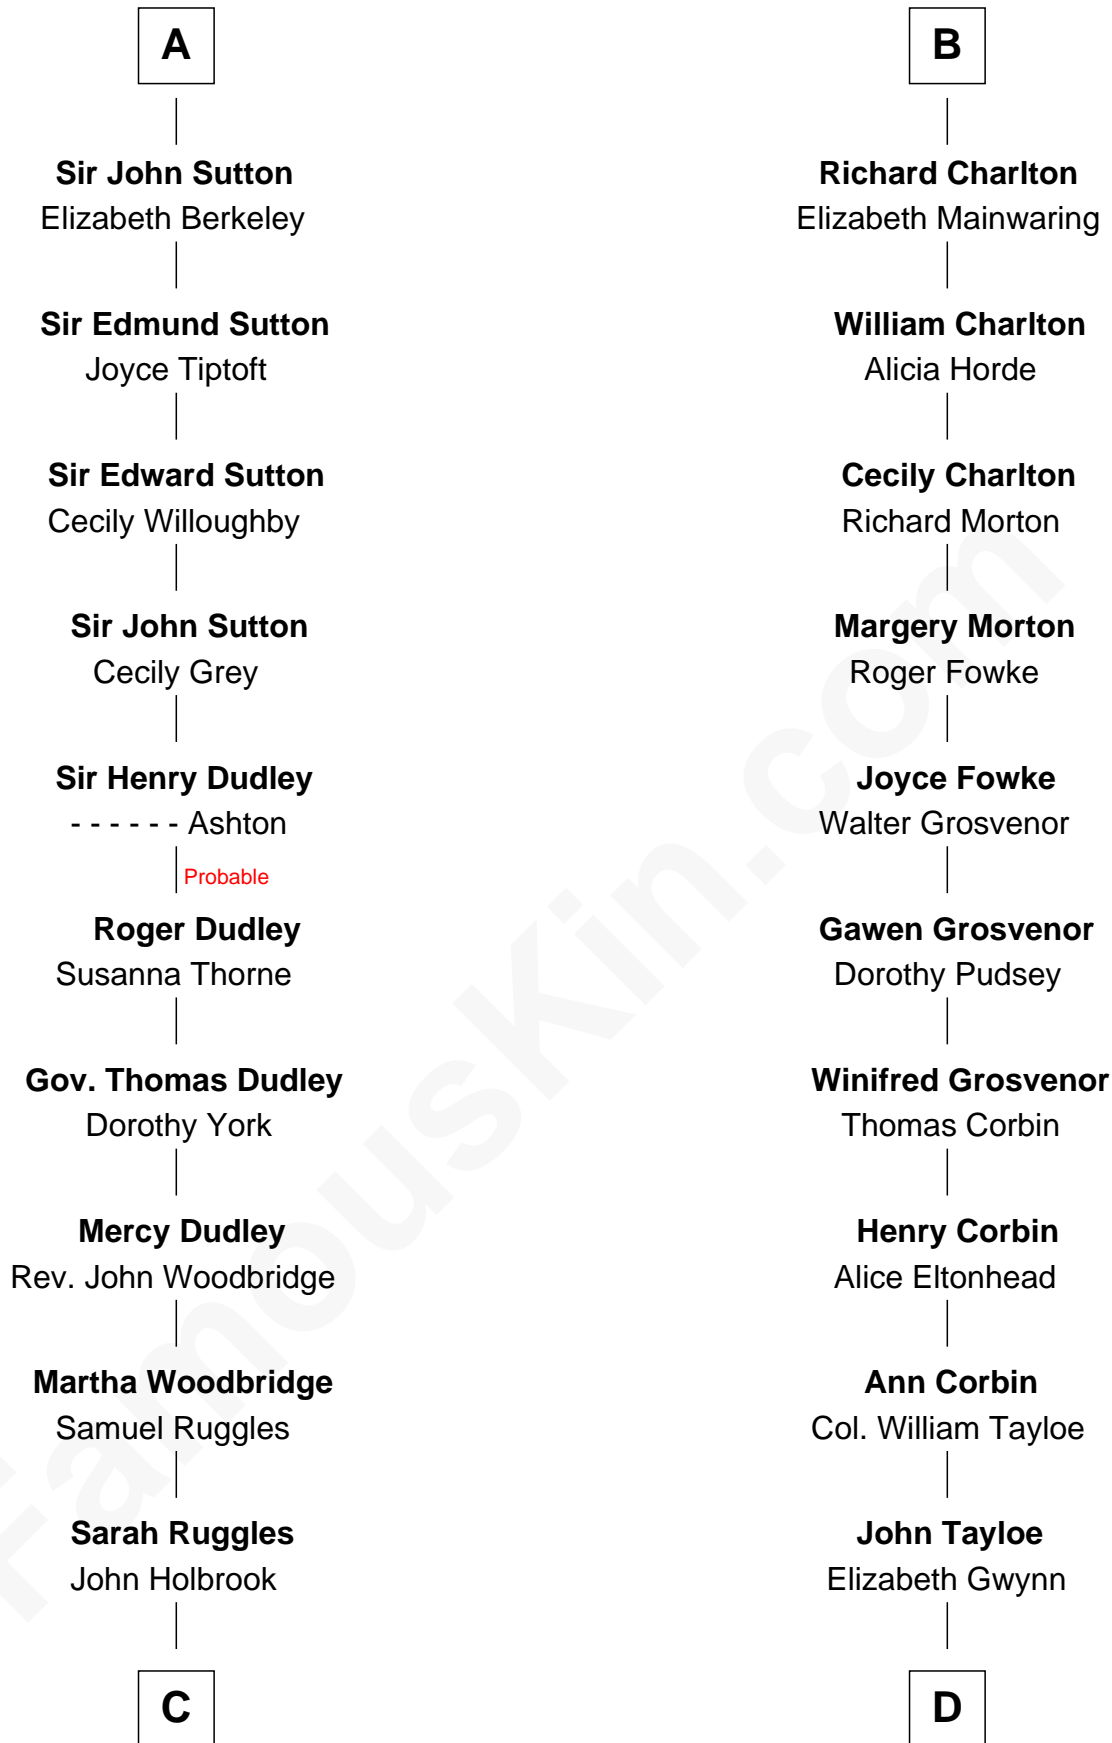 A
Sir John Sutton
Elizabeth Berkeley
Sir Edmund Sutton
Joyce Tiptoft
Sir Edward Sutton
Cecily Willoughby
Sir John Sutton
Cecily Grey
Sir Henry Dudley
- - - - - - Ashton
Probable
Roger Dudley
Susanna Thorne
Gov. Thomas Dudley
Dorothy York
Mercy Dudley
Rev. John Woodbridge
Martha Woodbridge
Samuel Ruggles
Sarah Ruggles
John Holbrook
C
B
Richard Charlton
Elizabeth Mainwaring
William Charlton
Alicia Horde
Cecily Charlton
Richard Morton
Margery Morton
Roger Fowke
Joyce Fowke
Walter Grosvenor
Gawen Grosvenor
Dorothy Pudsey
Winifred Grosvenor
Thomas Corbin
Henry Corbin
Alice Eltonhead
Ann Corbin
Col. William Tayloe
John Tayloe
Elizabeth Gwynn
D
FamousKin.com